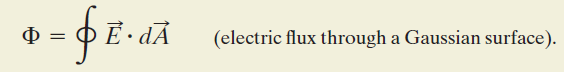 Φ = ∮ E⃗ · dA⃗ (electric flux through a Gaussian surface).